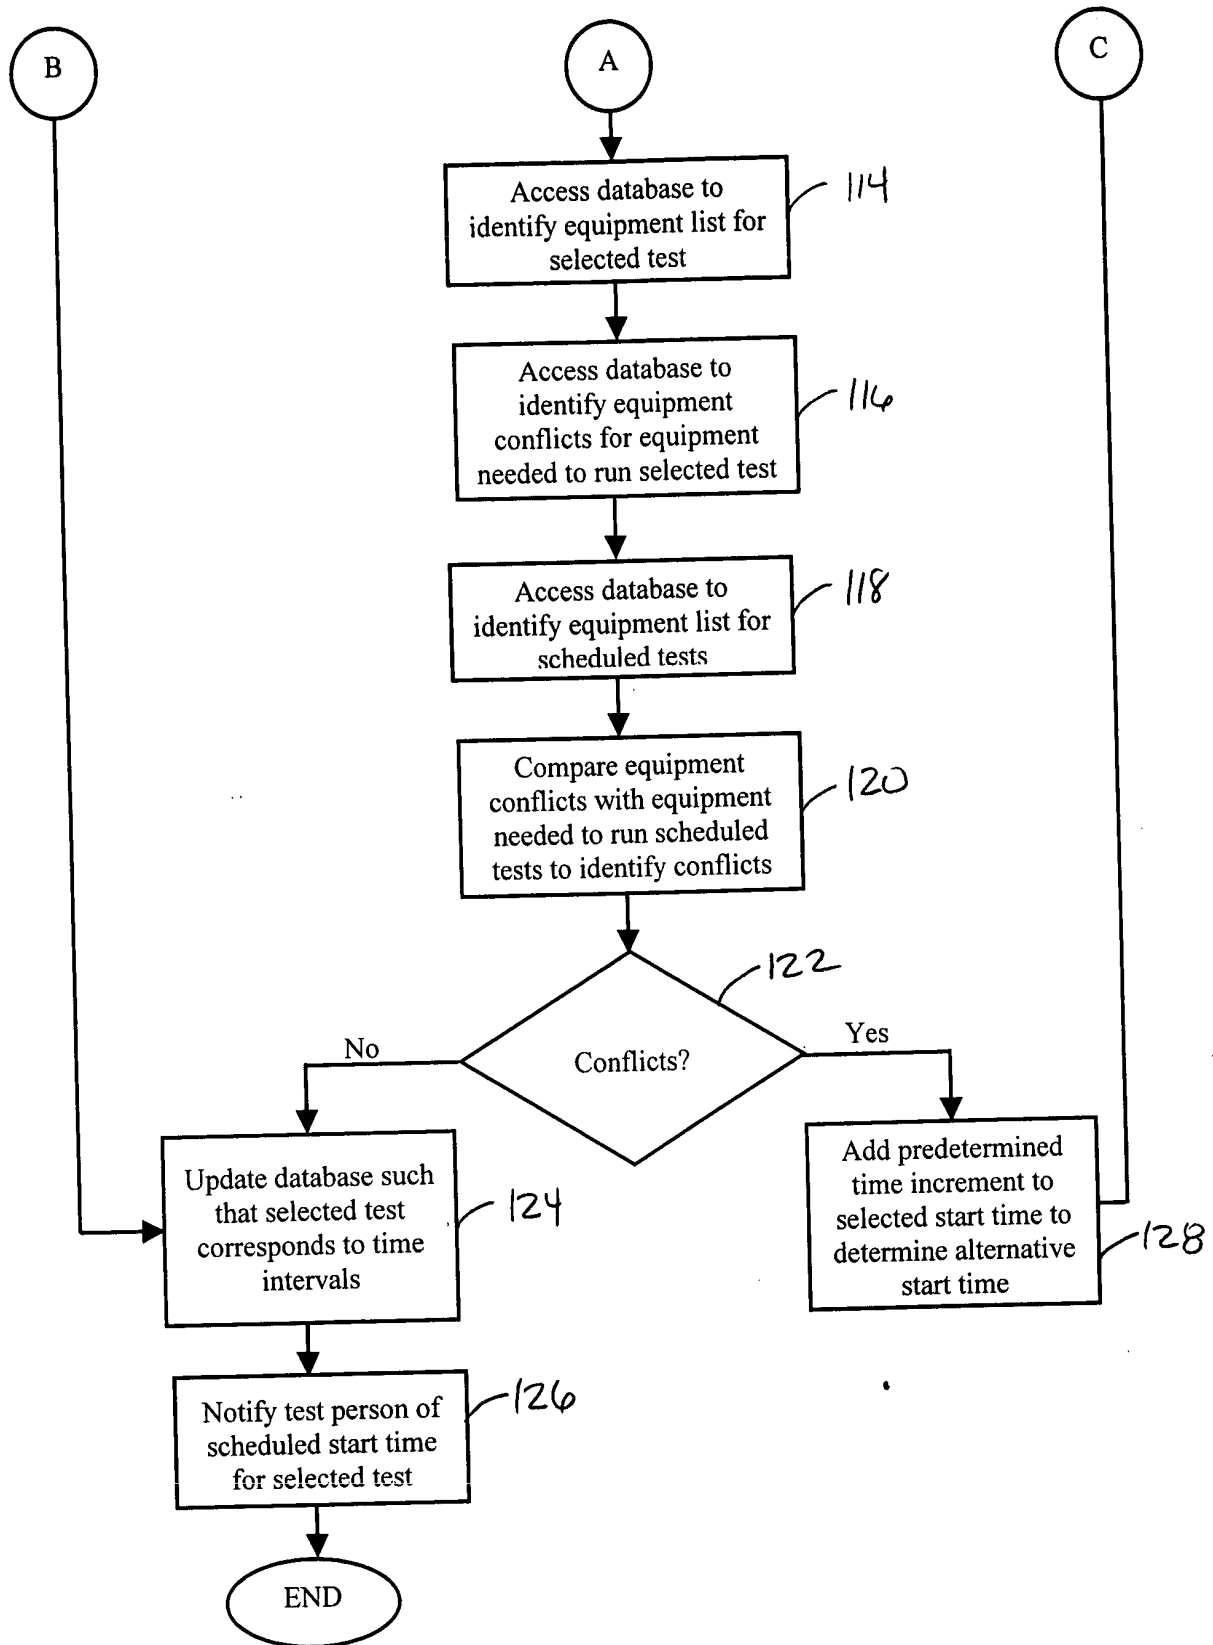 B
A
C
Access database to
identify equipment list for
selected test
114
Access database to
identify equipment
conflicts for equipment
needed to run selected test
116
Access database to
identify equipment list for
scheduled tests
118
Compare equipment
conflicts with equipment
needed to run scheduled
tests to identify conflicts
120
122
Conflicts?
No
Yes
Update database such
that selected test
corresponds to time
intervals
124
Add predetermined
time increment to
selected start time to
determine alternative
start time
128
Notify test person of
scheduled start time
for selected test
126
END